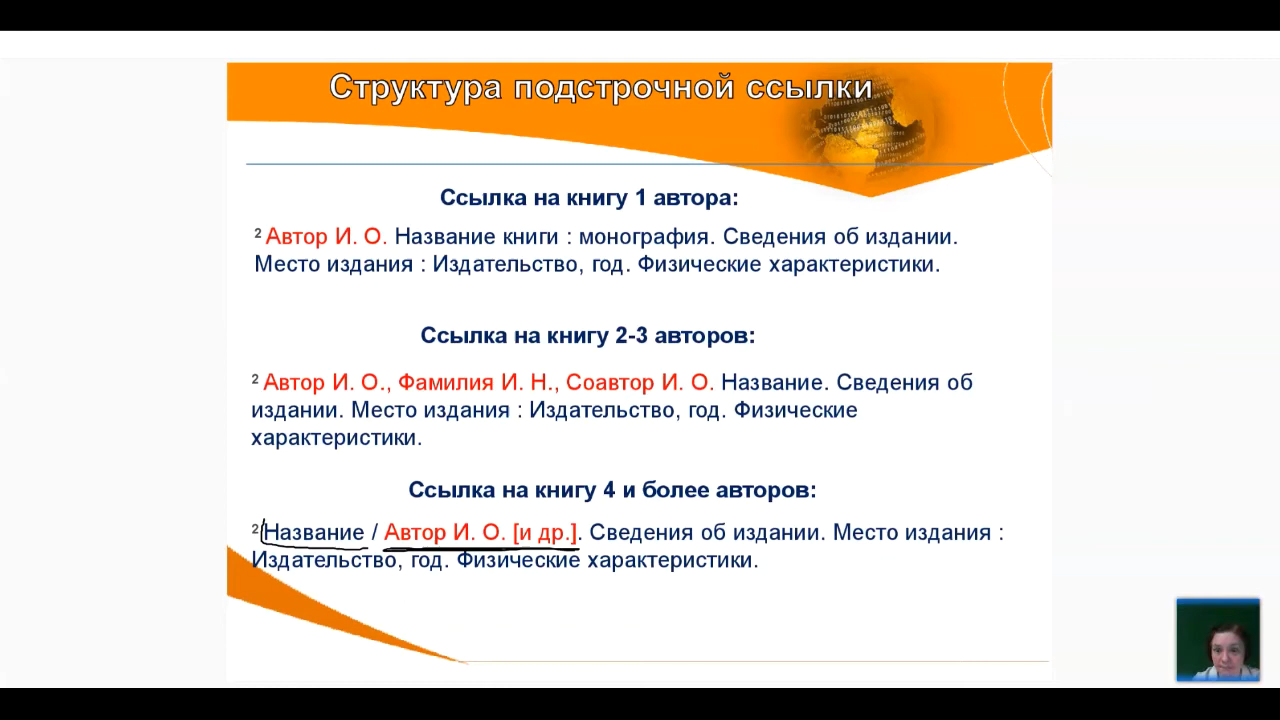 Структура подстрочной ссылки
Ссылка на книгу 1 автора:
² Автор И. О. Название книги : монография. Сведения об издании.
Место издания : Издательство, год. Физические характеристики.
Ссылка на книгу 2-3 авторов:
² Автор И. О., Фамилия И. Н., Соавтор И. О. Название. Сведения об
издании. Место издания : Издательство, год. Физические
характеристики.
Ссылка на книгу 4 и более авторов:
² Название / Автор И. О. [и др.]. Сведения об издании. Место издания :
Издательство, год. Физические характеристики.